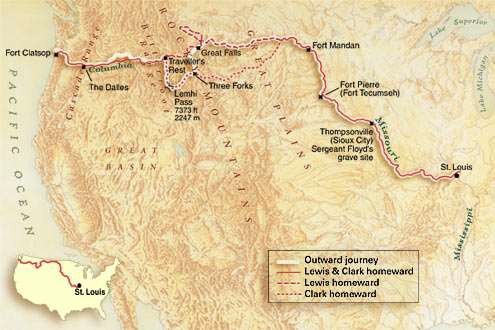 Lake Superior
Lake Michigan
Fort Clatsop
Cascade Range
Columbia
The Dalles
Traveller's
Rest
Great Falls
Fort Mandan
Lemhi
Pass
7373 ft
2247 m
Three Forks
ROCKY MOUNTAINS
GREAT PLAINS
Fort Pierre
(Fort Tecumseh)
PACIFIC OCEAN
GREAT
BASIN
Thompsonville
(Sioux City)
Sergeant Floyd's
grave site
Missouri
St. Louis
Mississippi
St. Louis
Outward journey
Lewis & Clark homeward
Lewis homeward
Clark homeward